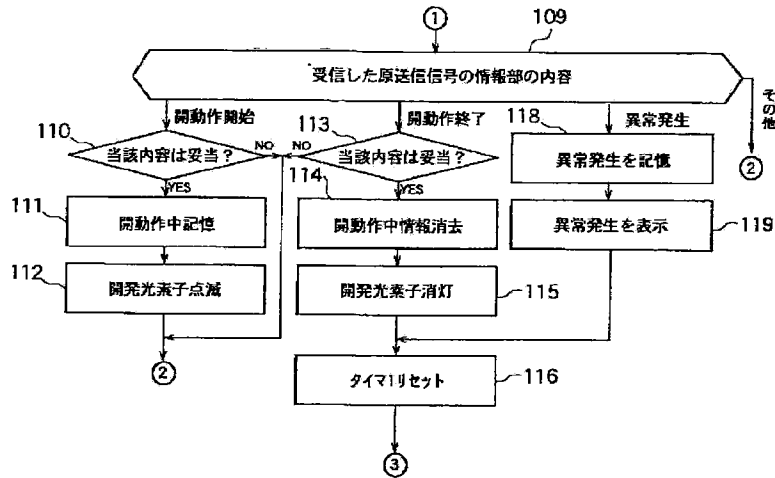 ①
109
受信した原送信信号の情報部の内容
開動作開始
開動作終了
異常発生
その他
110
当該内容は妥当?
NO
NO
113
当該内容は妥当?
118
異常発生を記憶
②
YES
YES
111
開動作中記憶
114
開動作中情報消去
異常発生を表示
119
112
開発光素子点滅
開発光素子消灯
115
②
タイマ1リセット
116
③